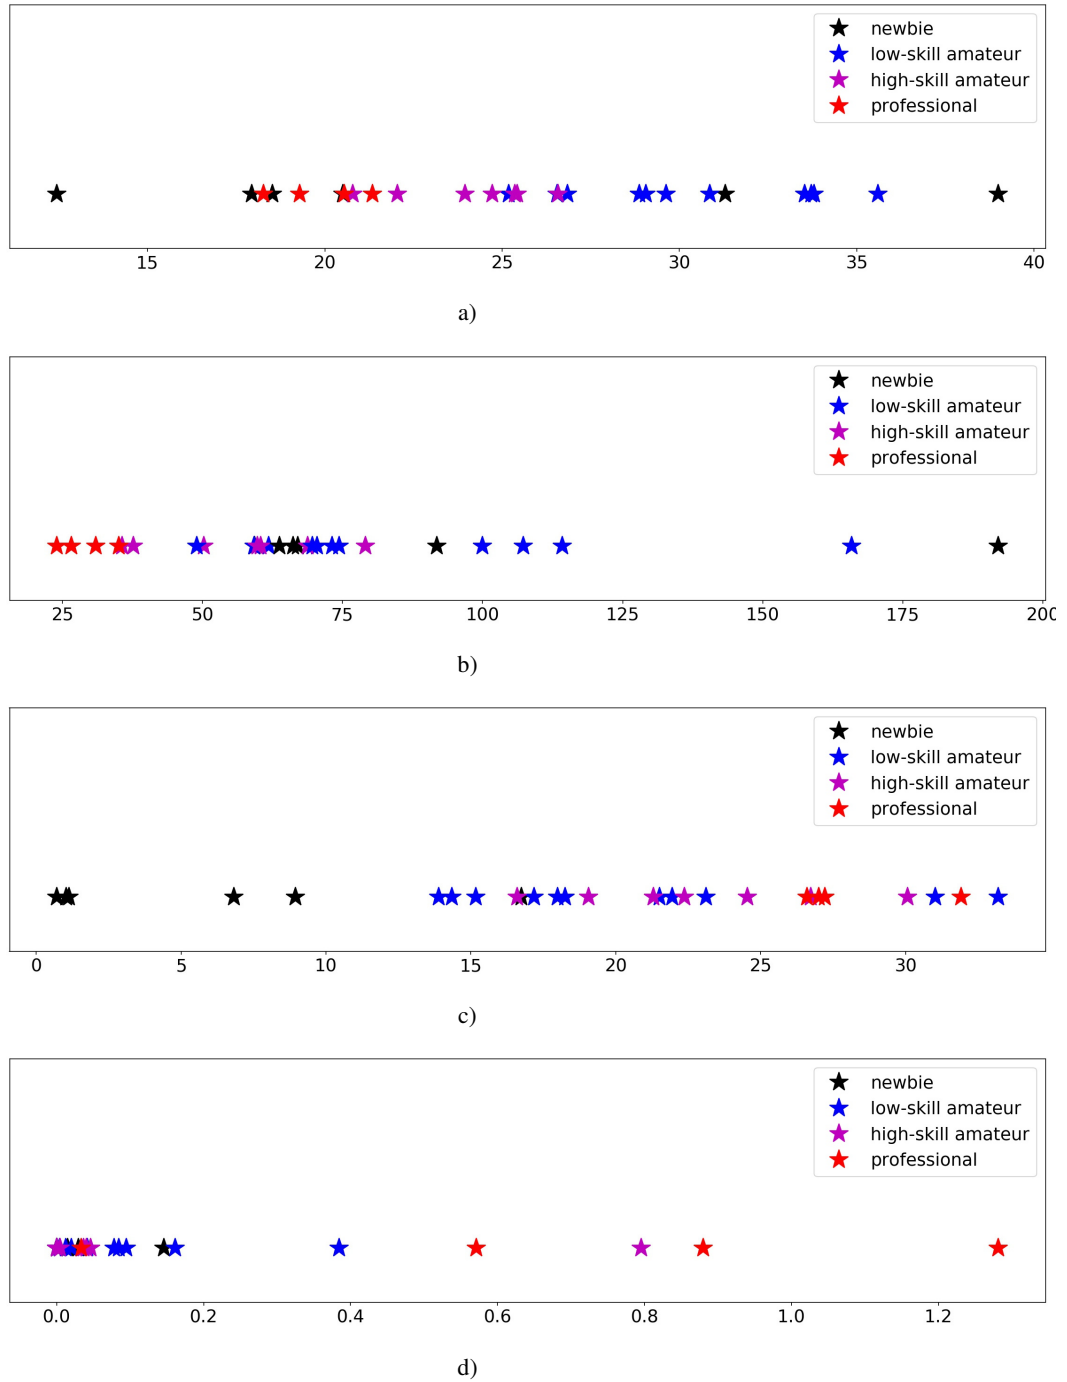 newbie
low-skill amateur
high-skill amateur
professional
15 20 25 30 35 40
a)
newbie
low-skill amateur
high-skill amateur
professional
25 50 75 100 125 150 175 200
b)
newbie
low-skill amateur
high-skill amateur
professional
0 5 10 15 20 25 30
c)
newbie
low-skill amateur
high-skill amateur
professional
0.0 0.2 0.4 0.6 0.8 1.0 1.2
d)